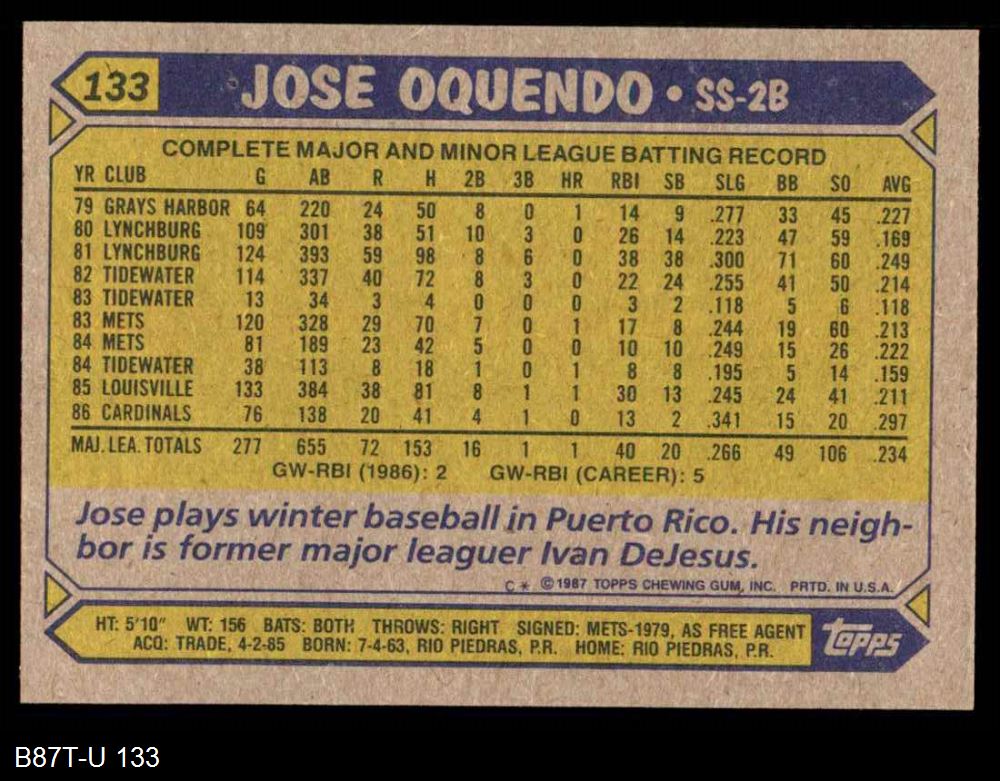 133 JOSE OQUENDO • SS-2B
COMPLETE MAJOR AND MINOR LEAGUE BATTING RECORD
YR CLUB G AB R H 2B 3B HR RBI SB SLG BB SO AVG
79 GRAYS HARBOR 64 220 24 50 8 0 1 14 9 .277 33 45 .227
80 LYNCHBURG 109 301 38 51 10 3 0 26 14 .223 47 59 .169
81 LYNCHBURG 124 393 59 98 8 6 0 38 38 .300 71 60 .249
82 TIDEWATER 114 337 40 72 8 3 0 22 24 .255 41 50 .214
83 TIDEWATER 13 34 3 4 0 0 0 3 2 .118 5 6 .118
83 METS 120 328 29 70 7 0 1 17 8 .244 19 60 .213
84 METS 81 189 23 42 5 0 0 10 10 .249 15 26 .222
84 TIDEWATER 38 113 8 18 1 0 1 8 8 .195 5 14 .159
85 LOUISVILLE 133 384 38 81 8 1 1 30 13 .245 24 41 .211
86 CARDINALS 76 138 20 41 4 1 0 13 2 .341 15 20 .297
MAJ. LEA. TOTALS 277 655 72 153 16 1 1 40 20 .266 49 106 .234
GW-RBI (1986): 2 GW-RBI (CAREER): 5
Jose plays winter baseball in Puerto Rico. His neigh-
bor is former major leaguer Ivan DeJesus.
C* ©1987 TOPPS CHEWING GUM, INC. PRTD. IN U.S.A.
HT: 5'10" WT: 156 BATS: BOTH THROWS: RIGHT SIGNED: METS-1979, AS FREE AGENT
ACQ: TRADE, 4-2-85 BORN: 7-4-63, RIO PIEDRAS, P.R. HOME: RIO PIEDRAS, P.R.
topps
B87T-U 133